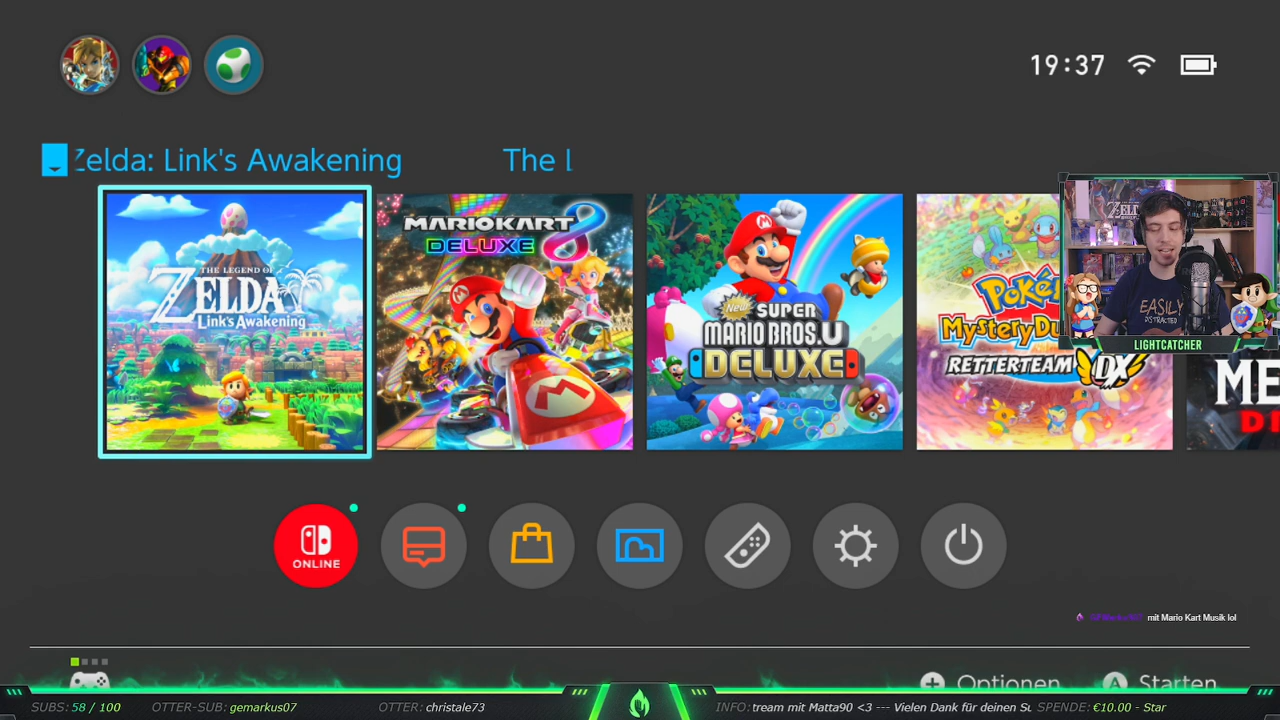 19:37
Zelda: Link's Awakening The L
THE LEGEND OF
ZELDA
Link's Awakening
MARIOKART 8
DELUXE
New
SUPER
MARIO BROS.U
DELUXE
Poké
Mystery Du
RETTERTEAM DX
ME
DI
EASILY
DISTRACTED
LIGHTCATCHER
ONLINE
mit Mario Kart Musik lol
Optionen
Starten
SUBS: 58 / 100
OTTER-SUB: gemarkus07
OTTER: christale73
INFO: tream mit Matta90 <3 --- Vielen Dank für deinen Su
SPENDE: €10.00 - Star